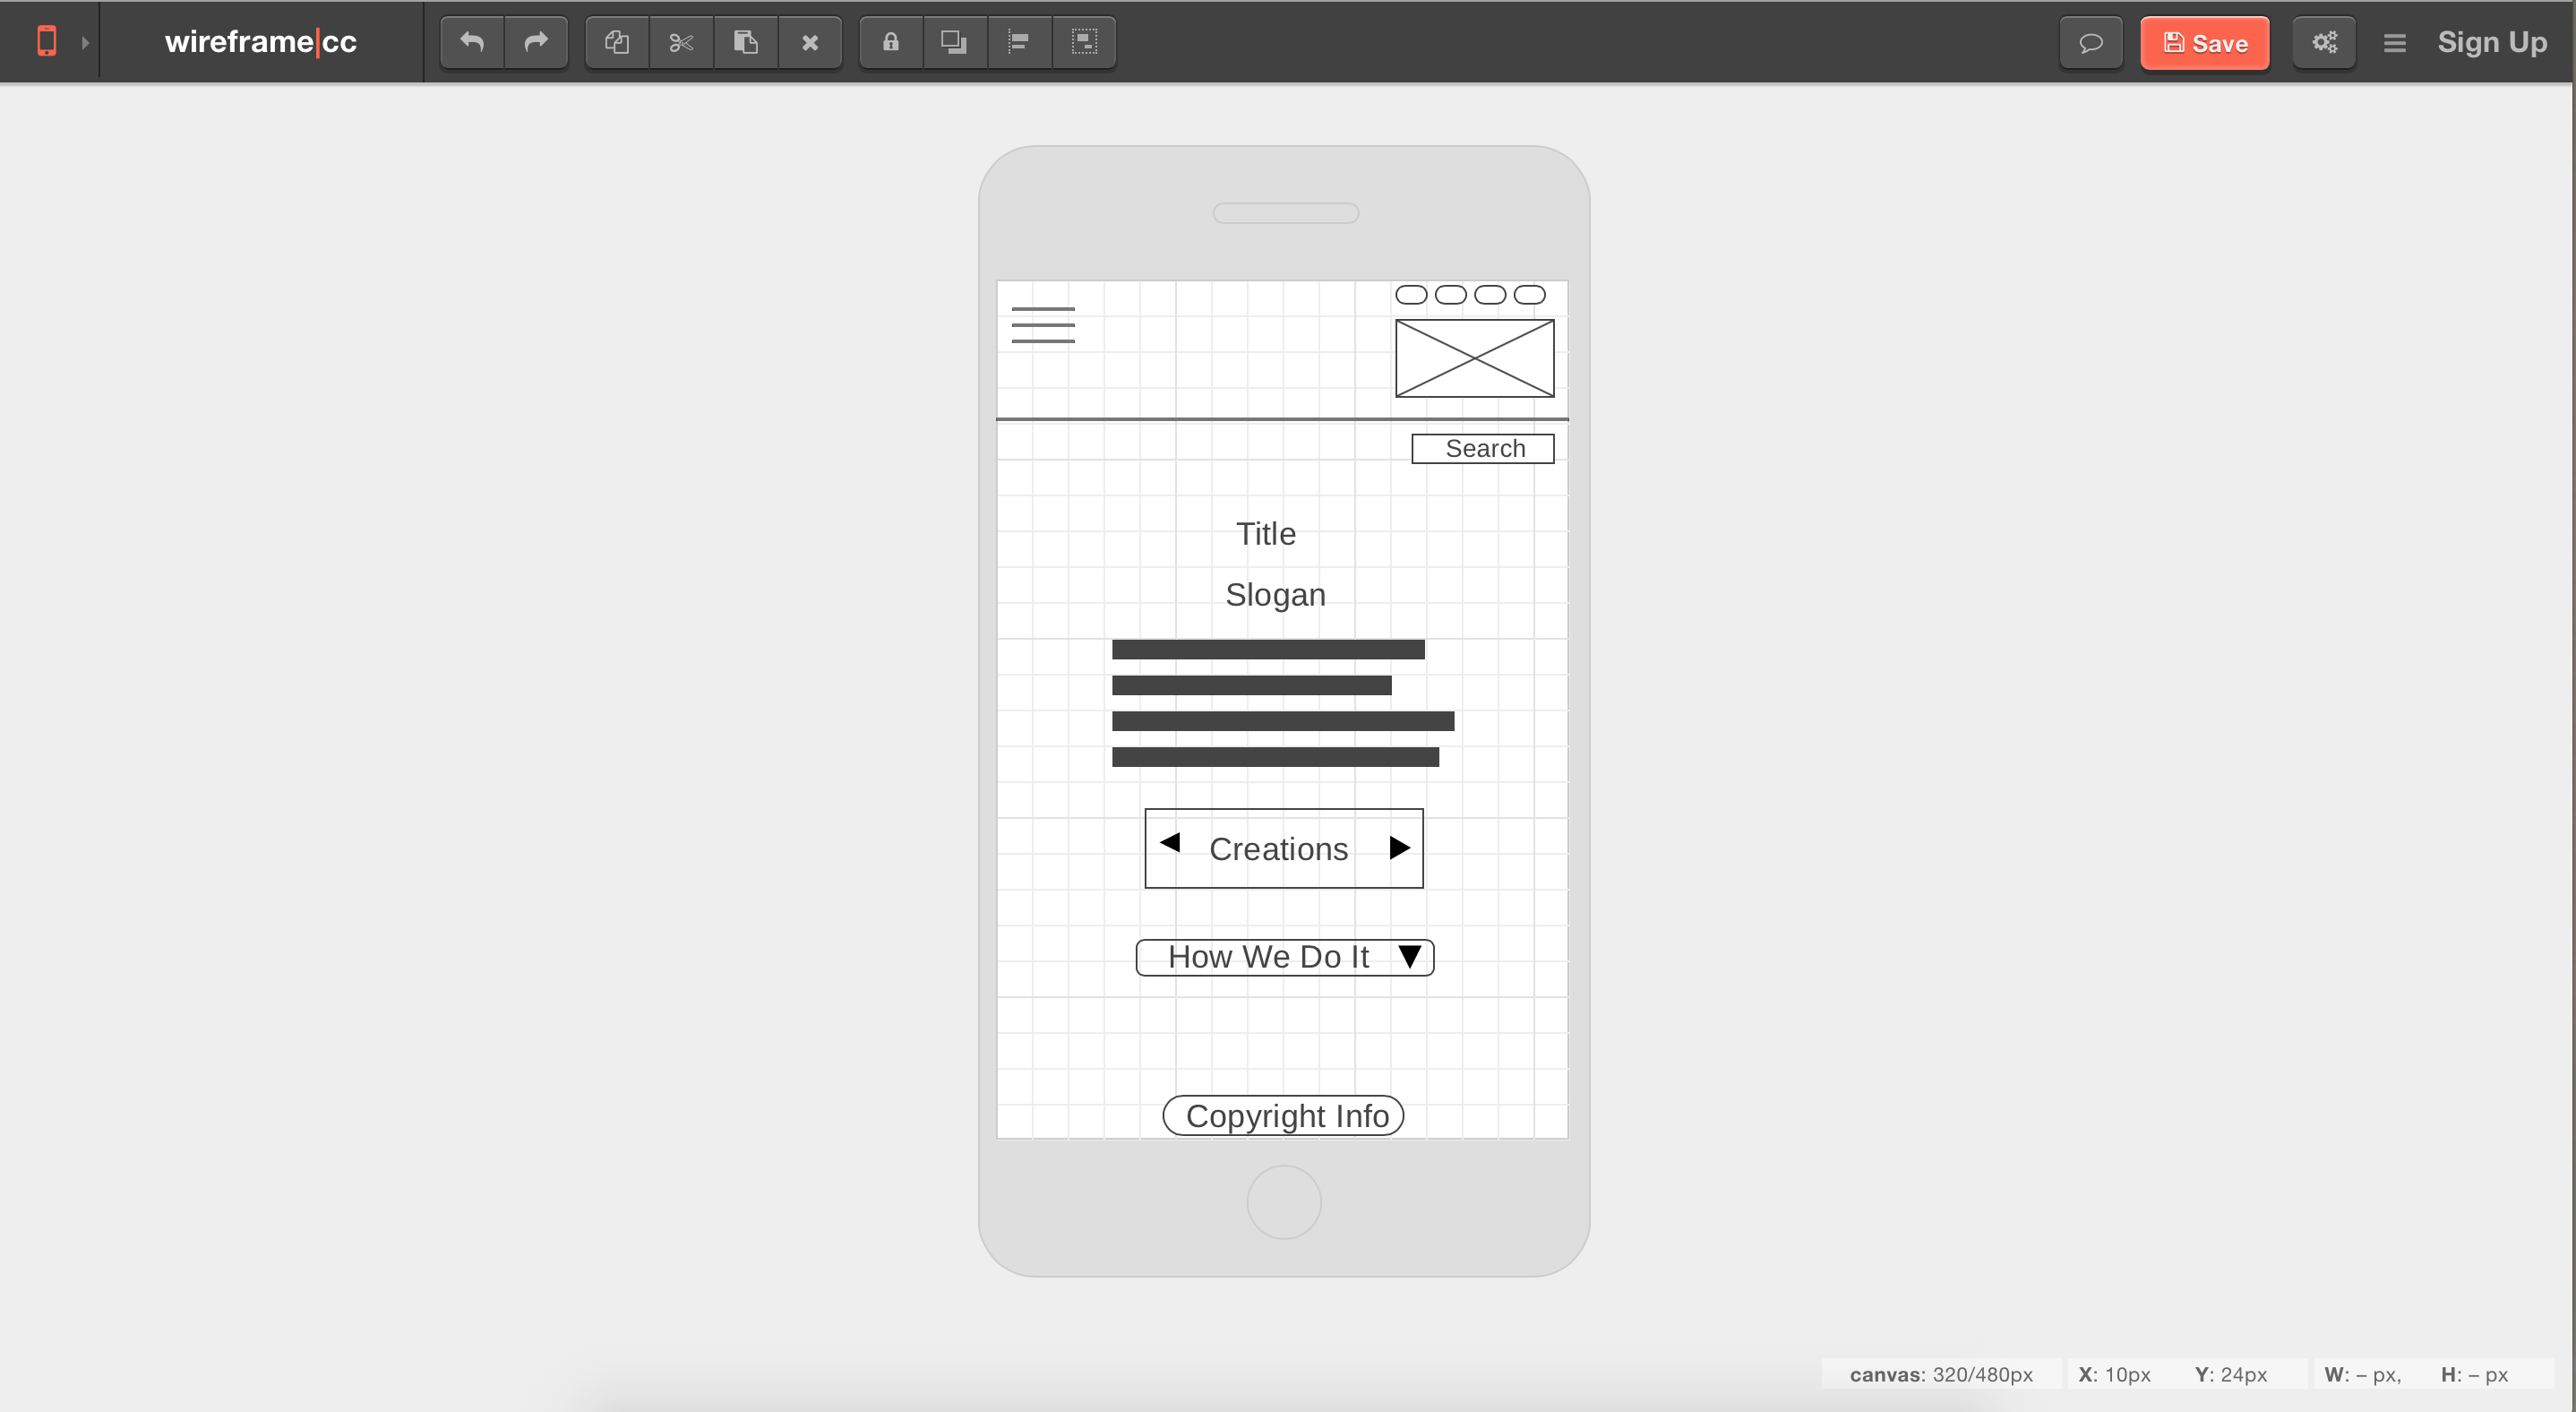 wireframe|cc
Save
Sign Up
Search
Title
Slogan
Creations
How We Do It
Copyright Info
canvas: 320/480px X: 10px Y: 24px W: – px, H: – px